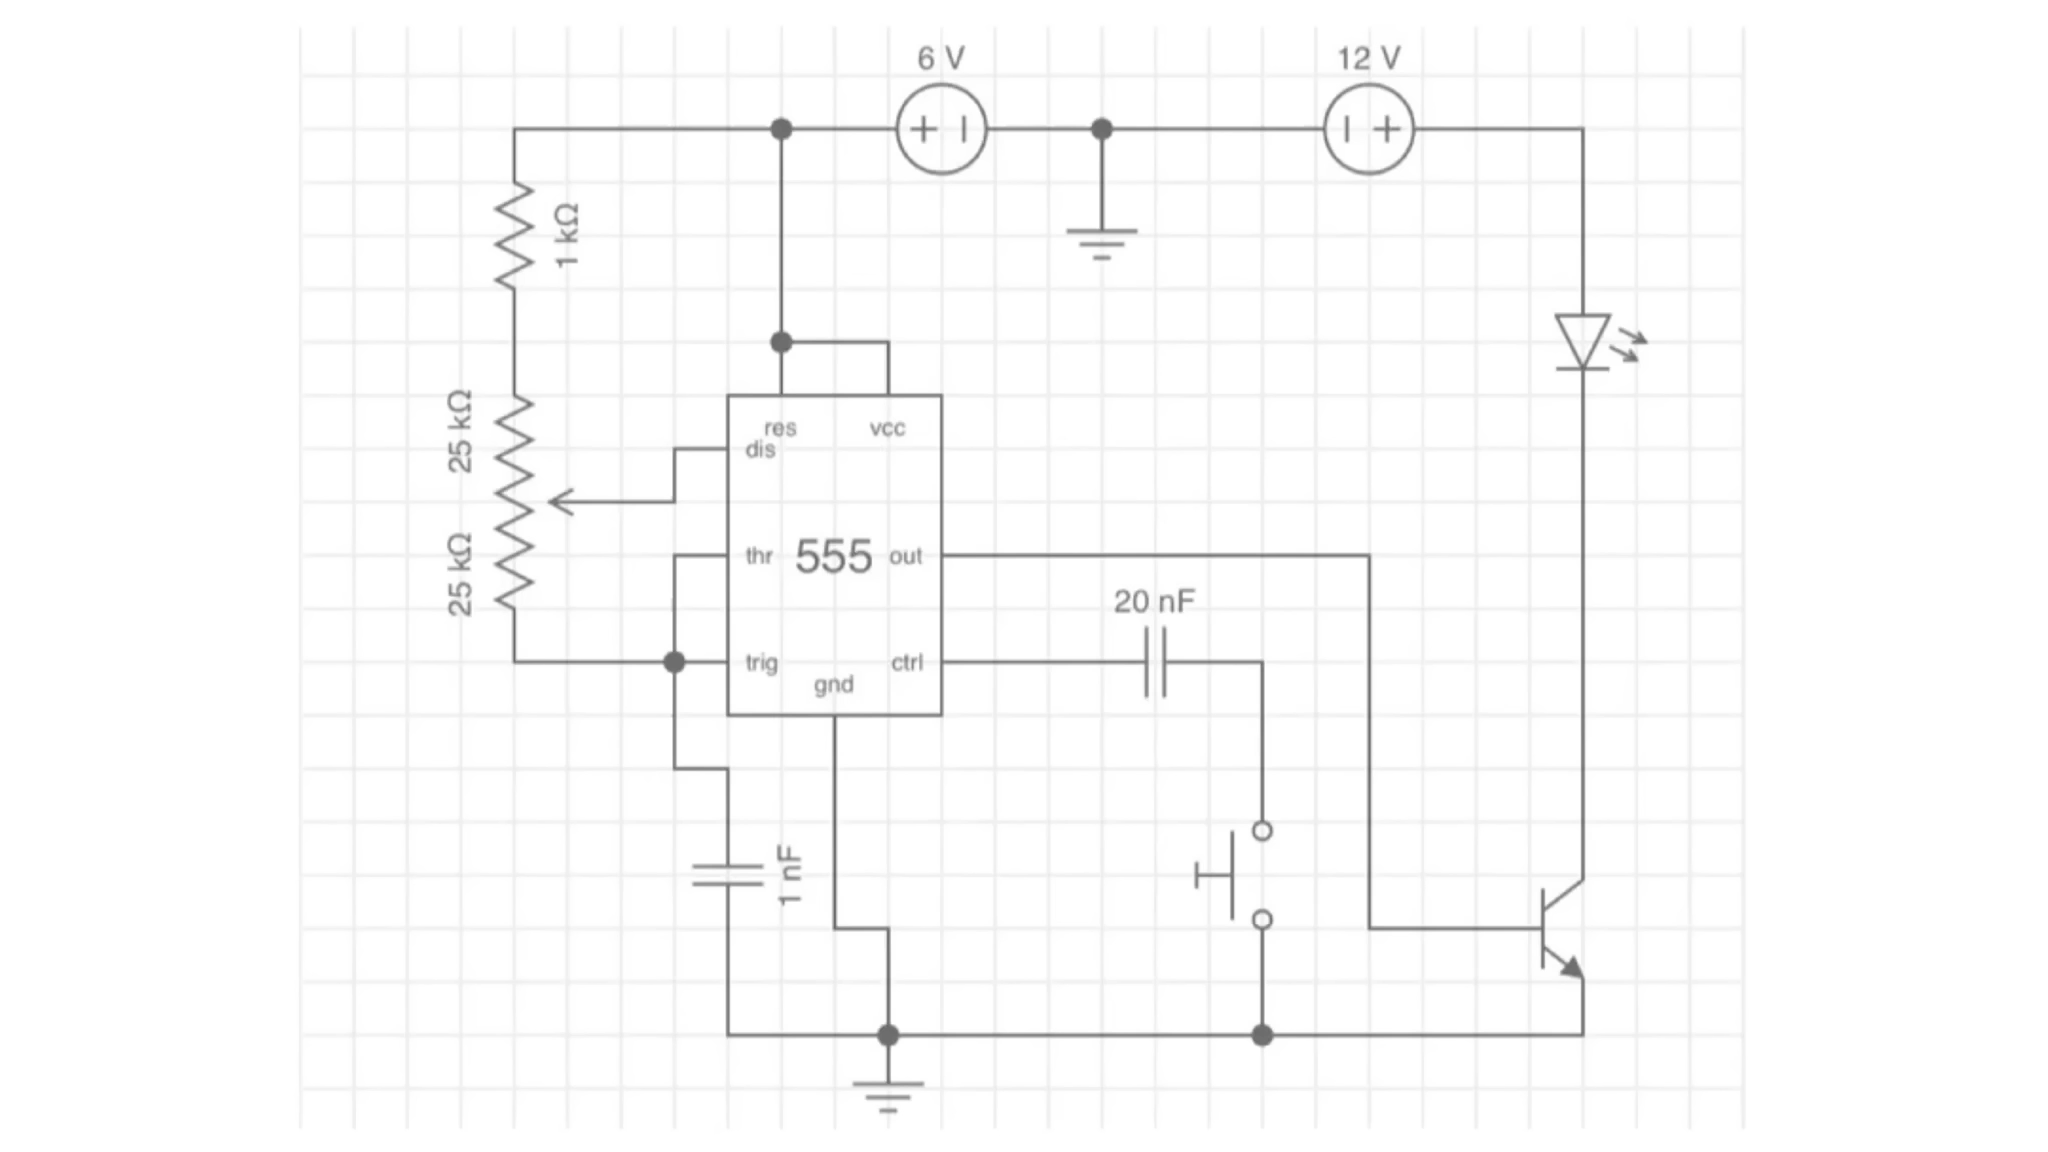 6 V
12 V
1 kΩ
25 kΩ
25 kΩ
res
vcc
dis
thr
555
out
20 nF
trig
ctrl
gnd
1 nF